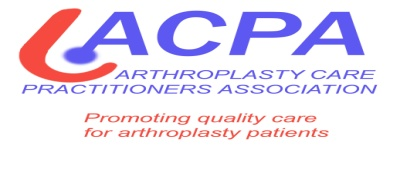 ACPA
ARTHROPLASTY CARE
PRACTITIONERS ASSOCIATION
Promoting quality care
for arthroplasty patients